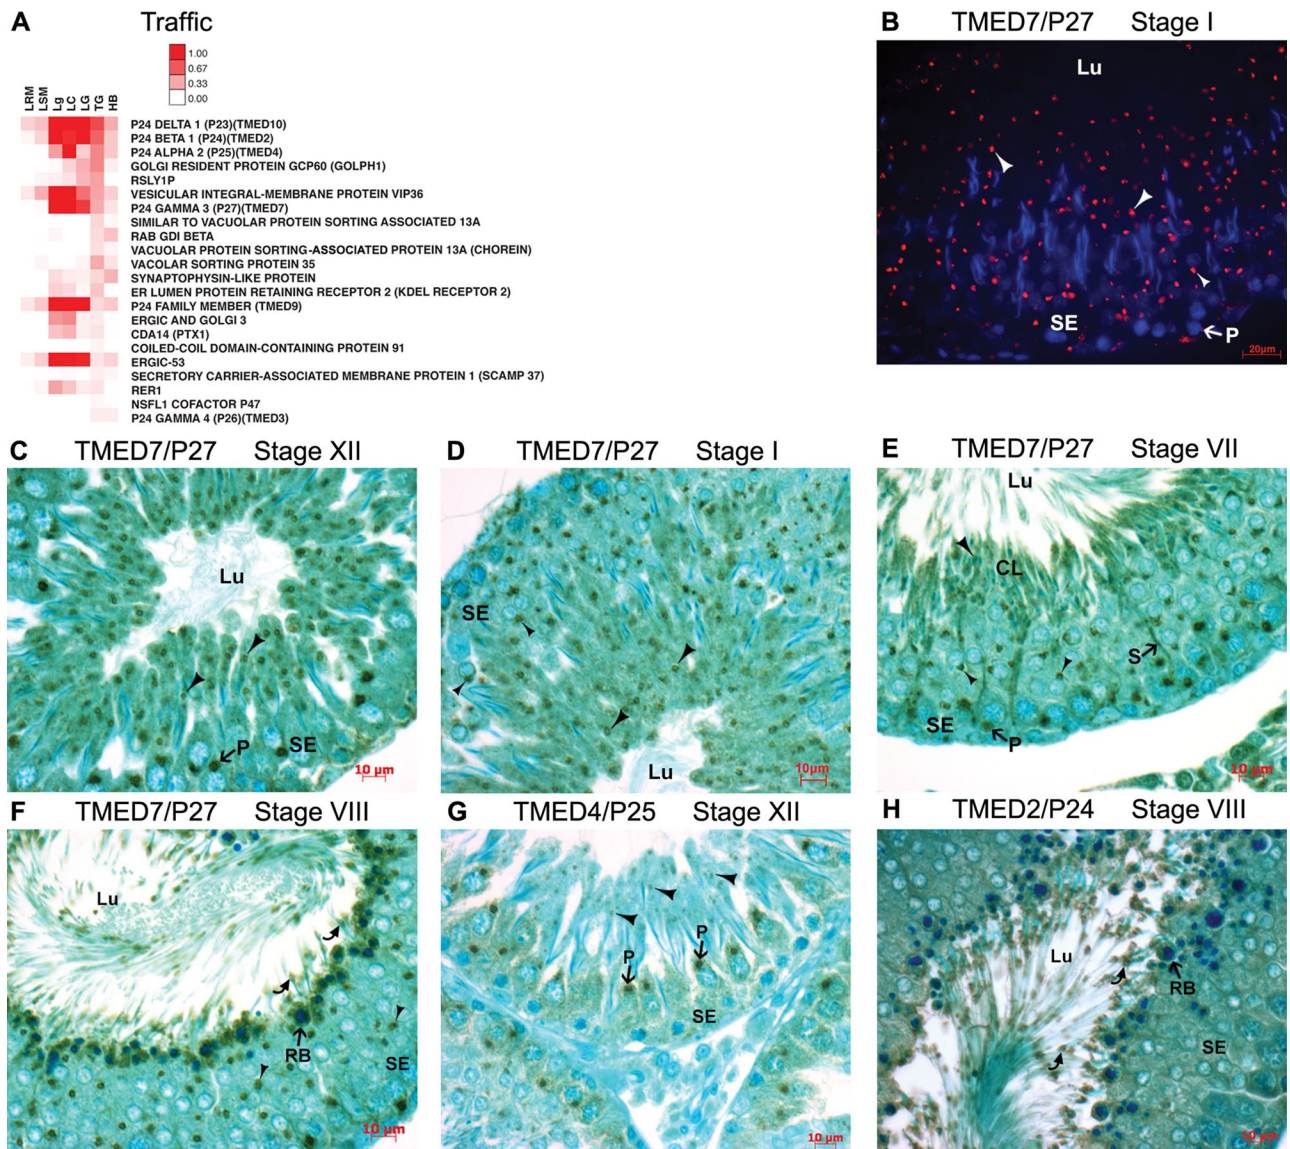 A Traffic
1.00
0.67
0.33
0.00
LRM LSM Lg LC LG TG HB
P24 DELTA 1 (P23)(TMED10)
P24 BETA 1 (P24)(TMED2)
P24 ALPHA 2 (P25)(TMED4)
GOLGI RESIDENT PROTEIN GCP60 (GOLPH1)
RSLY1P
VESICULAR INTEGRAL-MEMBRANE PROTEIN VIP36
P24 GAMMA 3 (P27)(TMED7)
SIMILAR TO VACUOLAR PROTEIN SORTING ASSOCIATED 13A
RAB GDI BETA
VACUOLAR PROTEIN SORTING-ASSOCIATED PROTEIN 13A (CHOREIN)
VACOLAR SORTING PROTEIN 35
SYNAPTOPHYSIN-LIKE PROTEIN
ER LUMEN PROTEIN RETAINING RECEPTOR 2 (KDEL RECEPTOR 2)
P24 FAMILY MEMBER (TMED9)
ERGIC AND GOLGI 3
CDA14 (PTX1)
COILED-COIL DOMAIN-CONTAINING PROTEIN 91
ERGIC-53
SECRETORY CARRIER-ASSOCIATED MEMBRANE PROTEIN 1 (SCAMP 37)
RER1
NSFL1 COFACTOR P47
P24 GAMMA 4 (P26)(TMED3)
B TMED7/P27 Stage I
Lu
SE
P
20µm
C TMED7/P27 Stage XII
Lu
P SE
10 µm
D TMED7/P27 Stage I
SE
Lu
10µm
E TMED7/P27 Stage VII
Lu
CL
S
SE P
10 µm
F TMED7/P27 Stage VIII
Lu
RB
SE
10 µm
G TMED4/P25 Stage XII
P
P
SE
10 µm
H TMED2/P24 Stage VIII
Lu
RB
SE
10 µm